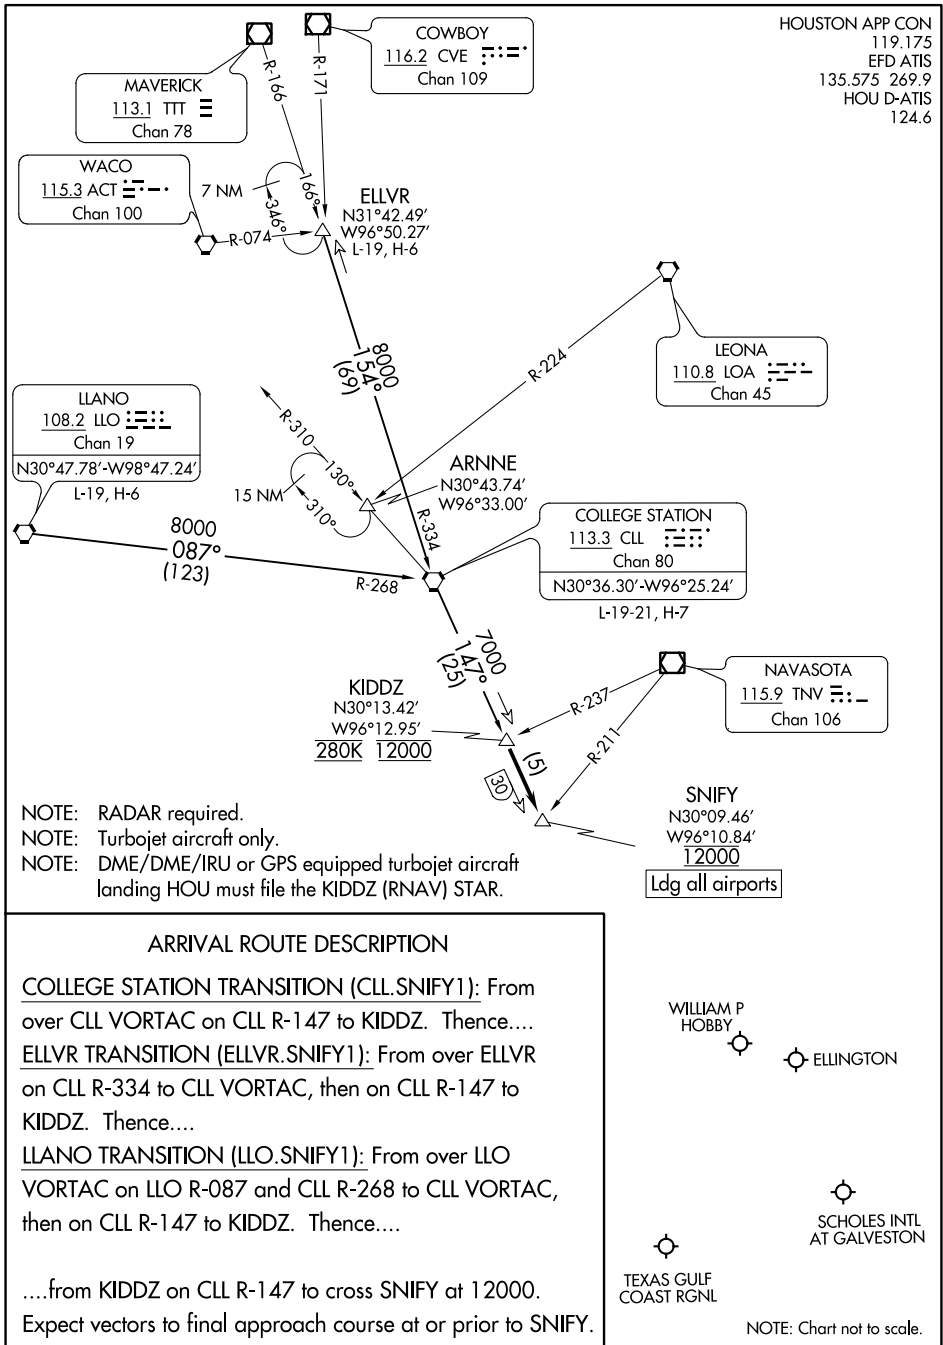 HOUSTON APP CON
119.175
EFD ATIS
135.575 269.9
HOU D-ATIS
124.6
COWBOY
116.2 CVE
Chan 109
R-171
R-166
MAVERICK
113.1 TTT
Chan 78
WACO
115.3 ACT
Chan 100
7 NM
166°
346°
R-074
ELLVR
N31°42.49'
W96°50.27'
L-19, H-6
8000
154°
(69)
R-224
LEONA
110.8 LOA
Chan 45
LLANO
108.2 LLO
Chan 19
N30°47.78'-W98°47.24'
L-19, H-6
R-310
130°
310°
15 NM
ARNNE
N30°43.74'
W96°33.00'
R-334
8000
087°
(123)
R-268
COLLEGE STATION
113.3 CLL
Chan 80
N30°36.30'-W96°25.24'
L-19-21, H-7
7000
147°
(25)
KIDDZ
N30°13.42'
W96°12.95'
280K 12000
R-237
R-211
NAVASOTA
115.9 TNV
Chan 106
(5)
30
SNIFY
N30°09.46'
W96°10.84'
12000
Ldg all airports
NOTE: RADAR required.
NOTE: Turbojet aircraft only.
NOTE: DME/DME/IRU or GPS equipped turbojet aircraft
landing HOU must file the KIDDZ (RNAV) STAR.
ARRIVAL ROUTE DESCRIPTION
COLLEGE STATION TRANSITION (CLL.SNIFY1): From
over CLL VORTAC on CLL R-147 to KIDDZ. Thence....
ELLVR TRANSITION (ELLVR.SNIFY1): From over ELLVR
on CLL R-334 to CLL VORTAC, then on CLL R-147 to
KIDDZ. Thence....
LLANO TRANSITION (LLO.SNIFY1): From over LLO
VORTAC on LLO R-087 and CLL R-268 to CLL VORTAC,
then on CLL R-147 to KIDDZ. Thence....
....from KIDDZ on CLL R-147 to cross SNIFY at 12000.
Expect vectors to final approach course at or prior to SNIFY.
WILLIAM P
HOBBY
ELLINGTON
SCHOLES INTL
AT GALVESTON
TEXAS GULF
COAST RGNL
NOTE: Chart not to scale.